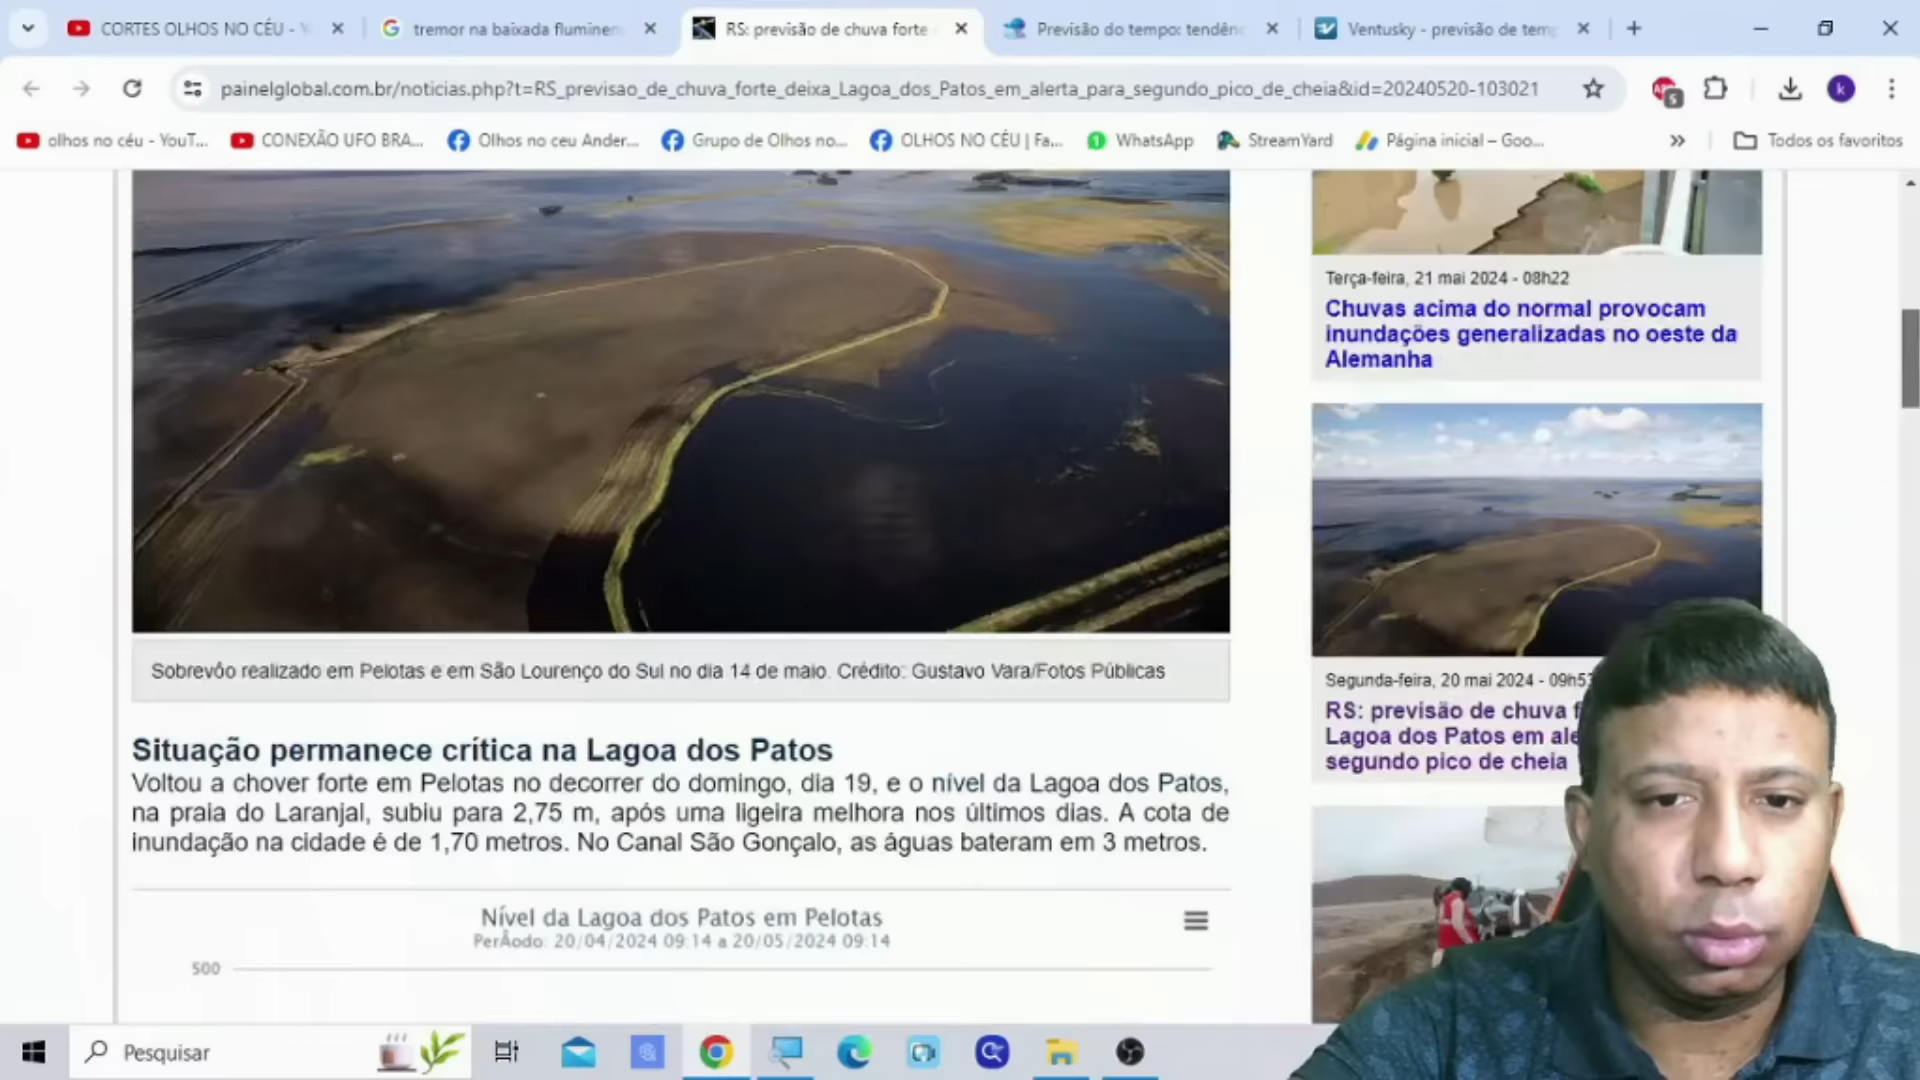 CORTES OLHOS NO CÉU - Y
tremor na baixada fluminen
RS: previsão de chuva forte
Previsão do tempo: tendênc
Ventusky - previsão de temp
painelglobal.com.br/noticias.php?t=RS_previsao_de_chuva_forte_deixa_Lagoa_dos_Patos_em_alerta_para_segundo_pico_de_cheia&id=20240520-103021
5
k
olhos no céu - YouT...
CONEXÃO UFO BRA...
Olhos no ceu Ander...
Grupo de Olhos no...
OLHOS NO CÉU | Fa...
WhatsApp
StreamYard
Página inicial – Goo...
Todos os favoritos
Sobrevôo realizado em Pelotas e em São Lourenço do Sul no dia 14 de maio. Crédito: Gustavo Vara/Fotos Públicas
Situação permanece crítica na Lagoa dos Patos
Voltou a chover forte em Pelotas no decorrer do domingo, dia 19, e o nível da Lagoa dos Patos,
na praia do Laranjal, subiu para 2,75 m, após uma ligeira melhora nos últimos dias. A cota de
inundação na cidade é de 1,70 metros. No Canal São Gonçalo, as águas bateram em 3 metros.
Nível da Lagoa dos Patos em Pelotas
PerÃodo: 20/04/2024 09:14 a 20/05/2024 09:14
500
Terça-feira, 21 mai 2024 - 08h22
Chuvas acima do normal provocam
inundações generalizadas no oeste da
Alemanha
Segunda-feira, 20 mai 2024 - 09h53
RS: previsão de chuva f
Lagoa dos Patos em ale
segundo pico de cheia
Pesquisar